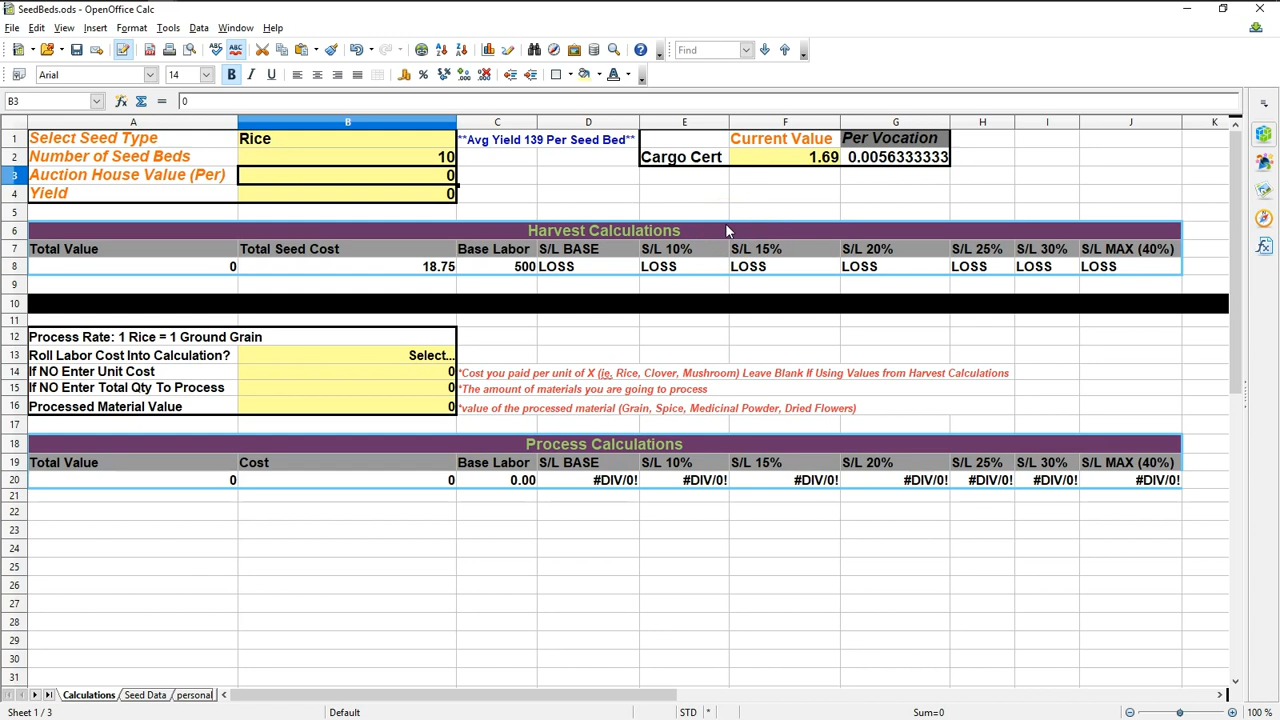 SeedBeds.ods - OpenOffice Calc
File Edit View Insert Format Tools Data Window Help
Find
Arial 14
B3 0
A B C D E F G H I J K
1 Select Seed Type Rice **Avg Yield 139 Per Seed Bed** Current Value Per Vocation
2 Number of Seed Beds 10 Cargo Cert 1.69 0.0056333333
3 Auction House Value (Per) 0
4 Yield 0
5
6 Harvest Calculations
7 Total Value Total Seed Cost Base Labor S/L BASE S/L 10% S/L 15% S/L 20% S/L 25% S/L 30% S/L MAX (40%)
8 0 18.75 500 LOSS LOSS LOSS LOSS LOSS LOSS LOSS
9
10
11
12 Process Rate: 1 Rice = 1 Ground Grain
13 Roll Labor Cost Into Calculation? Select...
14 If NO Enter Unit Cost 0 *Cost you paid per unit of X (ie. Rice, Clover, Mushroom) Leave Blank If Using Values from Harvest Calculations
15 If NO Enter Total Qty To Process 0 *The amount of materials you are going to process
16 Processed Material Value 0 *value of the processed material (Grain, Spice, Medicinal Powder, Dried Flowers)
17
18 Process Calculations
19 Total Value Cost Base Labor S/L BASE S/L 10% S/L 15% S/L 20% S/L 25% S/L 30% S/L MAX (40%)
20 0 0 0.00 #DIV/0! #DIV/0! #DIV/0! #DIV/0! #DIV/0! #DIV/0! #DIV/0!
21
22
23
24
25
26
27
28
29
30
31
Calculations Seed Data personal
Sheet 1 / 3 Default STD * Sum=0 100 %